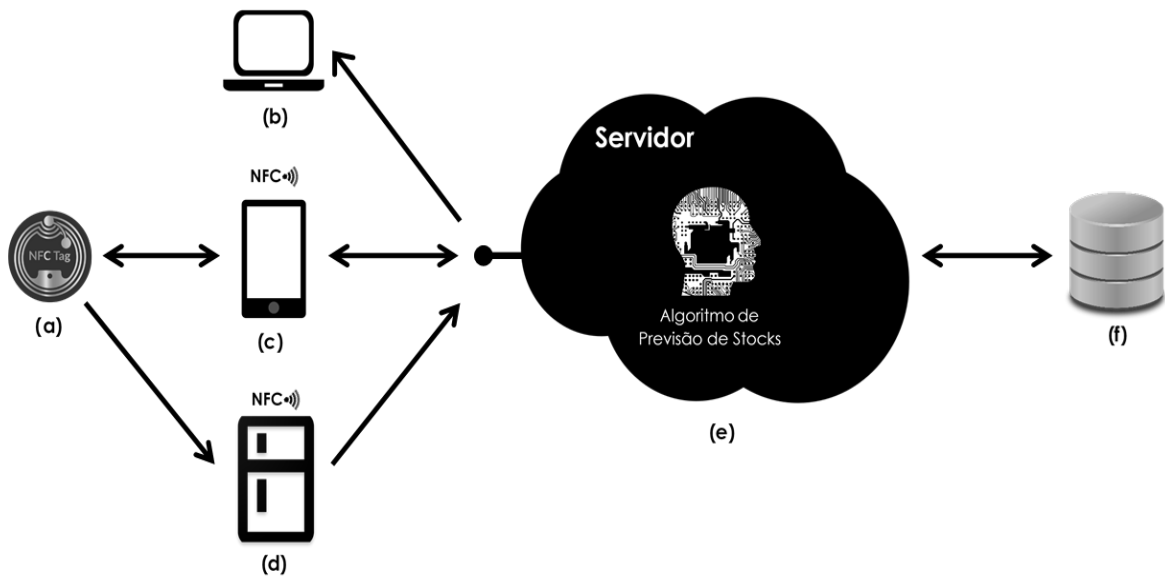 (b)
NFC
NFC Tag
(a)
(c)
NFC
(d)
Servidor
Algoritmo de
Previsão de Stocks
(e)
(f)